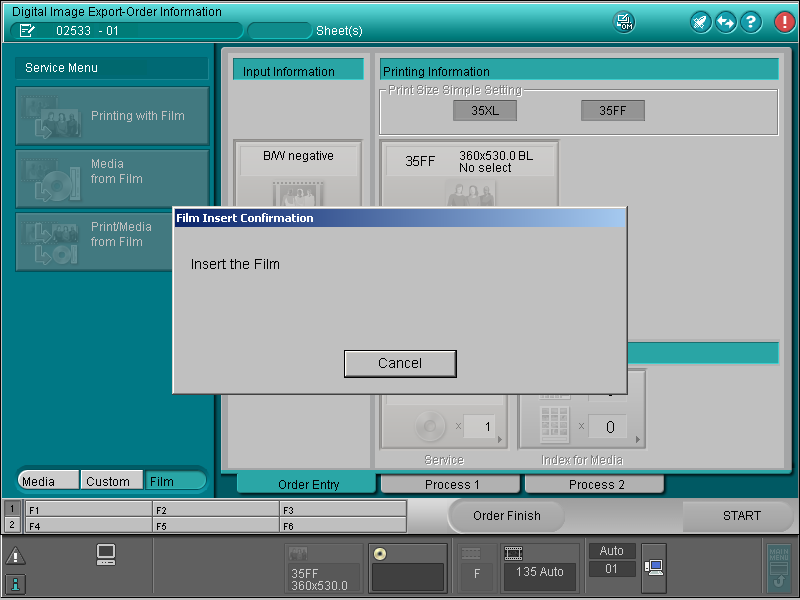 Digital Image Export-Order Information
02533 - 01
Sheet(s)
OM
?
!
Service Menu
Printing with Film
Media
from Film
Print/Media
from Film
Input Information
Printing Information
Print Size Simple Setting
35XL
35FF
B/W negative
35FF
360x530.0 BL
No select
Film Insert Confirmation
Insert the Film
Cancel
x
1
x
0
Service
Index for Media
Media
Custom
Film
Order Entry
Process 1
Process 2
1
F1
F2
F3
2
F4
F5
F6
Order Finish
START
35FF
360x530.0
F
135 Auto
Auto
01
MAIN
MENU